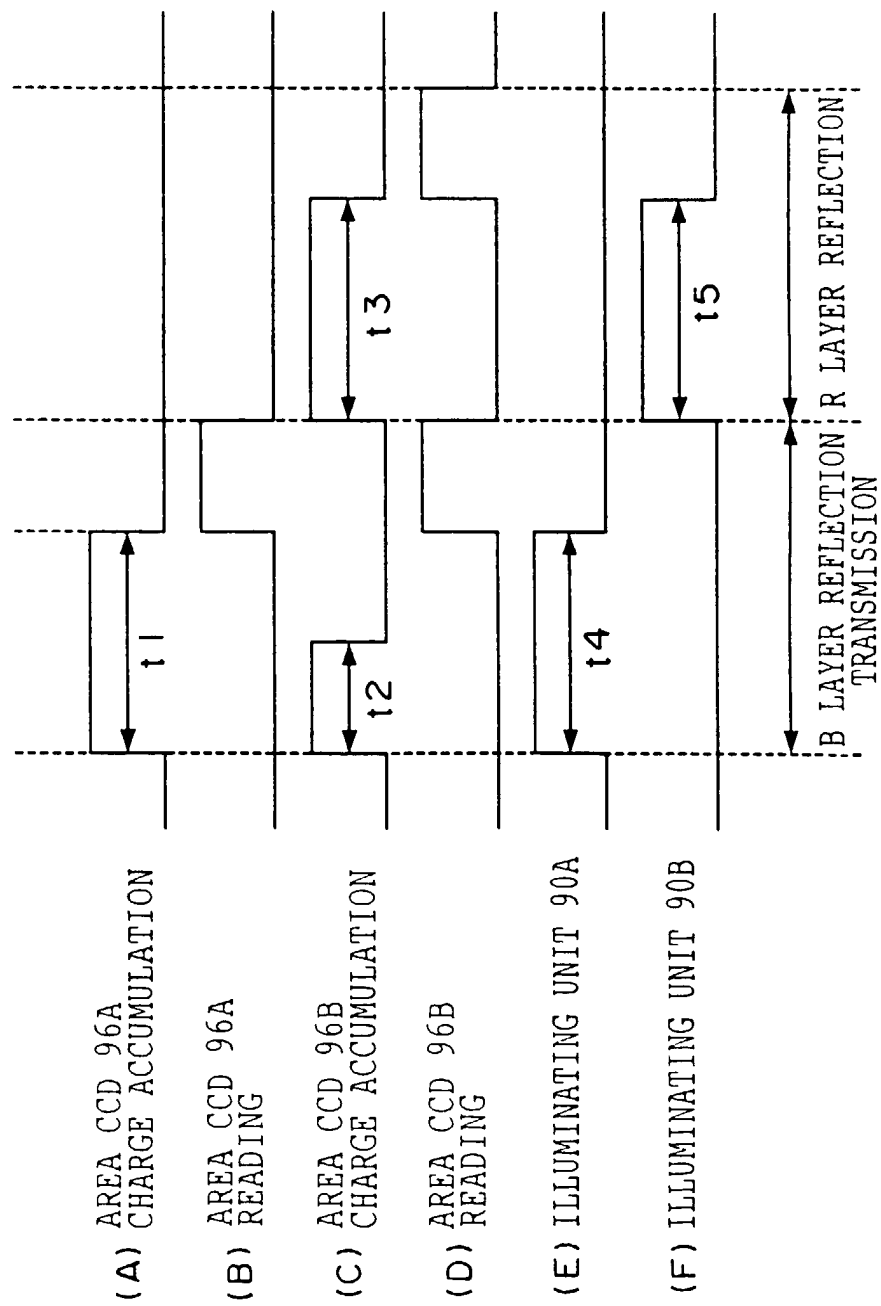 (A) AREA CCD 96A
CHARGE ACCUMULATION
t1
(B) AREA CCD 96A
READING
(C) AREA CCD 96B
CHARGE ACCUMULATION
t2
t3
(D) AREA CCD 96B
READING
(E) ILLUMINATING UNIT 90A
t4
(F) ILLUMINATING UNIT 90B
t5
B LAYER REFLECTION
TRANSMISSION
R LAYER REFLECTION